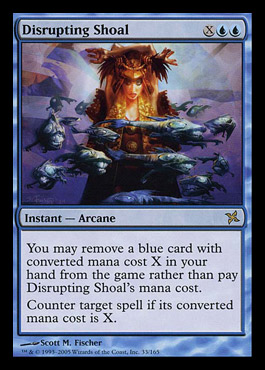 Disrupting Shoal X
Instant — Arcane
You may remove a blue card with
converted mana cost X in your
hand from the game rather than pay
Disrupting Shoal's mana cost.
Counter target spell if its converted
mana cost is X.
Scott M. Fischer
™ & © 1993–2005 Wizards of the Coast, Inc. 33/165